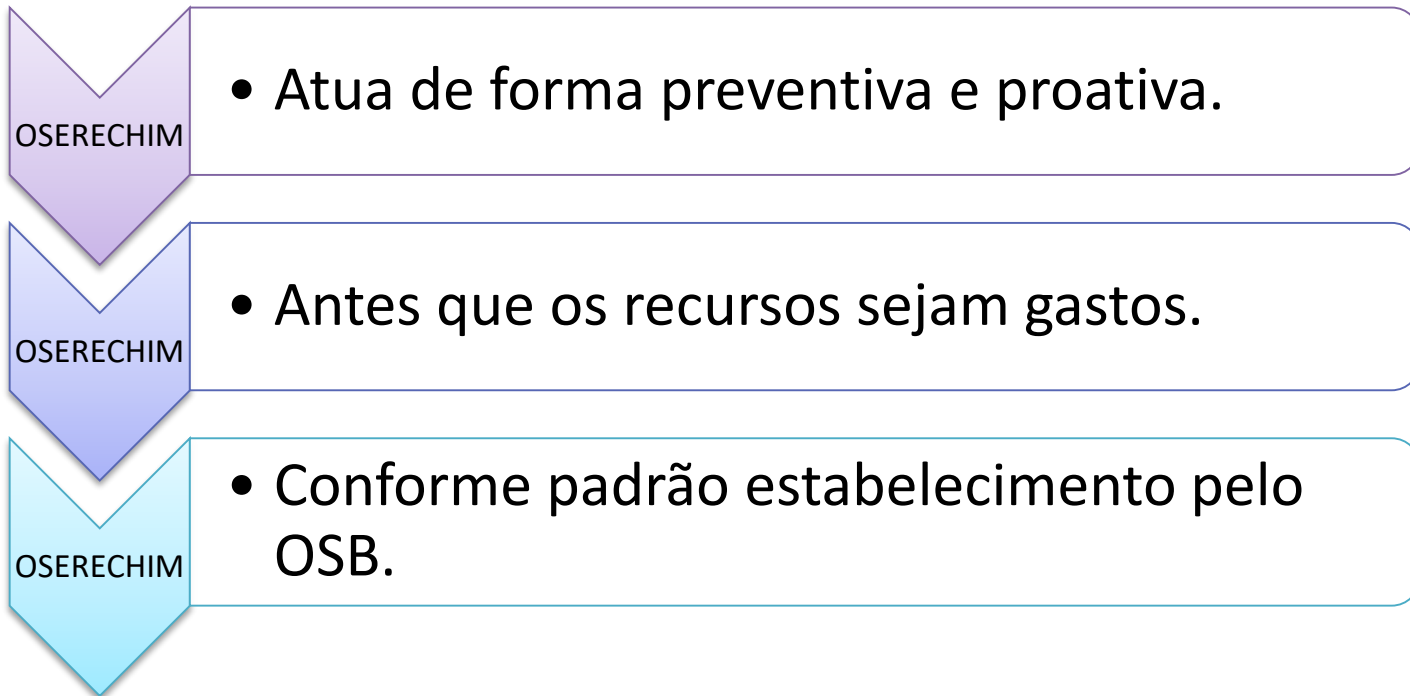 OSERECHIM
• Atua de forma preventiva e proativa.
OSERECHIM
• Antes que os recursos sejam gastos.
OSERECHIM
• Conforme padrão estabelecimento pelo
OSB.